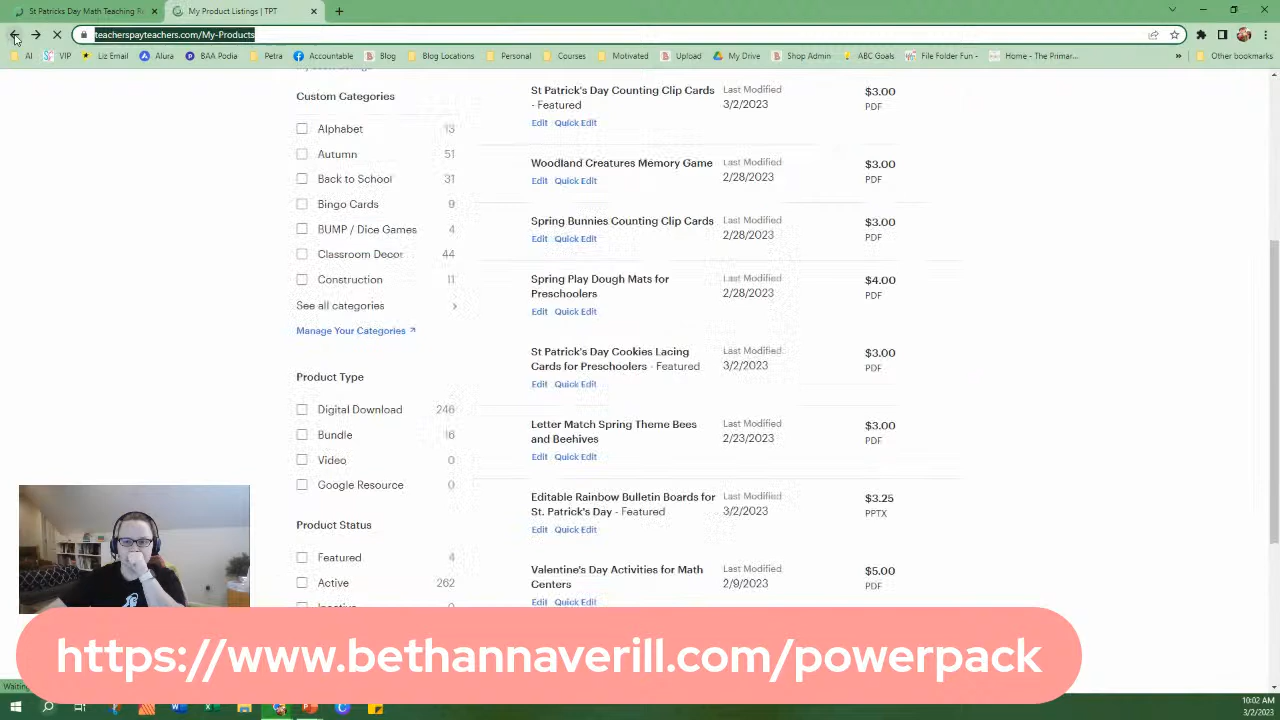 St Patricks Day Math Teaching R
My Product Listings | TPT
teacherspayteachers.com/My-Products
AI
VIP
Liz Email
Alura
BAA Podia
Petra
Accountable
Blog
Blog Locations
Personal
Courses
Motivated
Upload
My Drive
Shop Admin
ABC Goals
File Folder Fun -
Home - The Primar...
Other bookmarks
Custom Categories
Alphabet 13
Autumn 51
Back to School 31
Bingo Cards 9
BUMP / Dice Games 4
Classroom Decor 44
Construction 11
See all categories
Manage Your Categories
Product Type
Digital Download 246
Bundle 16
Video 0
Google Resource 0
Product Status
Featured 4
Active 262
St Patrick's Day Counting Clip Cards
- Featured
Edit Quick Edit
Last Modified
3/2/2023
$3.00
PDF
Woodland Creatures Memory Game
Edit Quick Edit
Last Modified
2/28/2023
$3.00
PDF
Spring Bunnies Counting Clip Cards
Edit Quick Edit
Last Modified
2/28/2023
$3.00
PDF
Spring Play Dough Mats for
Preschoolers
Edit Quick Edit
Last Modified
2/28/2023
$4.00
PDF
St Patrick's Day Cookies Lacing
Cards for Preschoolers - Featured
Edit Quick Edit
Last Modified
3/2/2023
$3.00
PDF
Letter Match Spring Theme Bees
and Beehives
Edit Quick Edit
Last Modified
2/23/2023
$3.00
PDF
Editable Rainbow Bulletin Boards for
St. Patrick's Day - Featured
Edit Quick Edit
Last Modified
3/2/2023
$3.25
PPTX
Valentine's Day Activities for Math
Centers
Edit Quick Edit
Last Modified
2/9/2023
$5.00
PDF
https://www.bethannaverill.com/powerpack
10:02 AM
3/2/2023